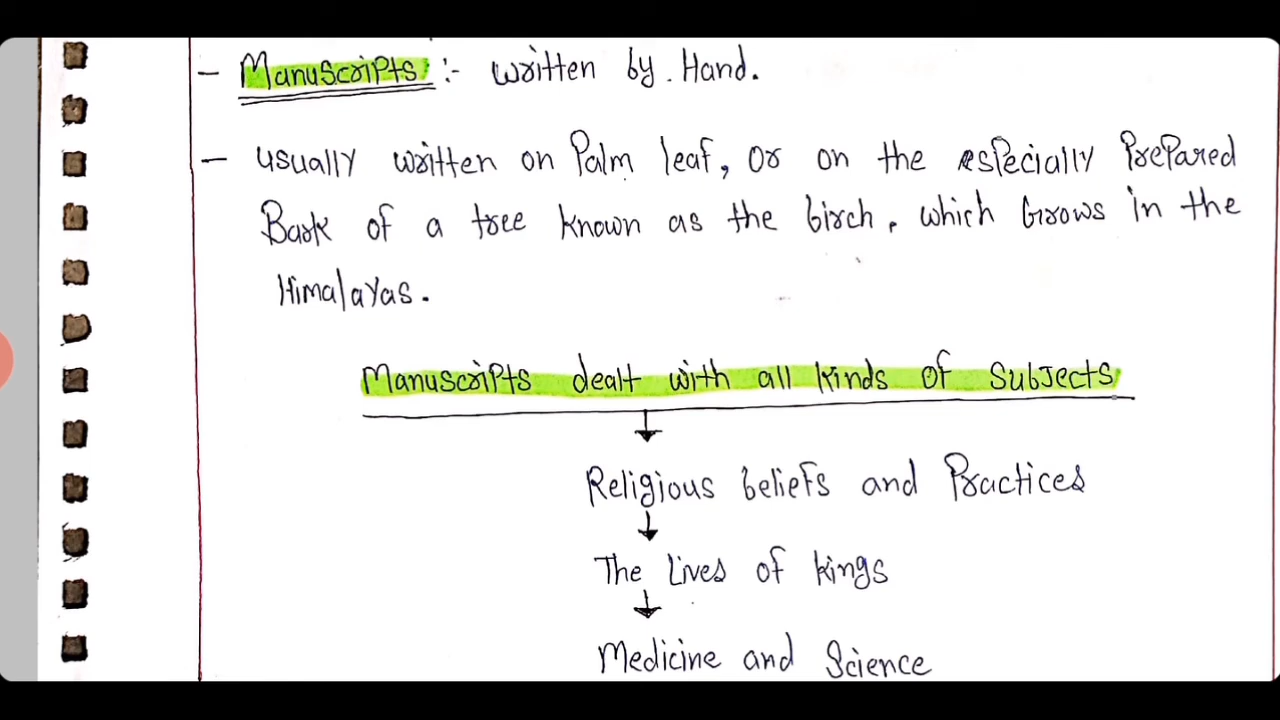 - Manuscripts :- written by Hand.
- usually written on Palm leaf, or on the especially Prepared
Bark of a tree known as the birch, which Grows in the
Himalayas.
Manuscripts dealt with all kinds of Subjects
Religious beliefs and Practices
The Lives of kings
Medicine and Science